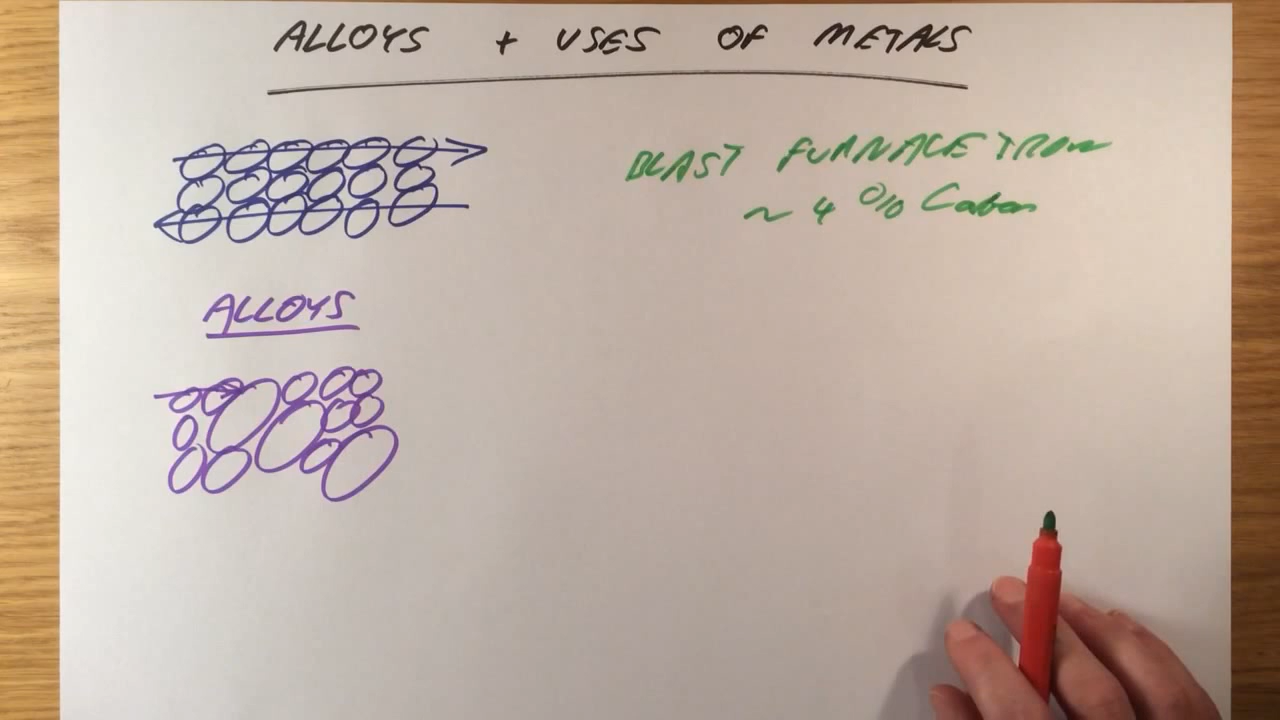 ALLOYS + USES OF METALS
BLAST FURNACE IRON
~ 4 % Carbon
ALLOYS